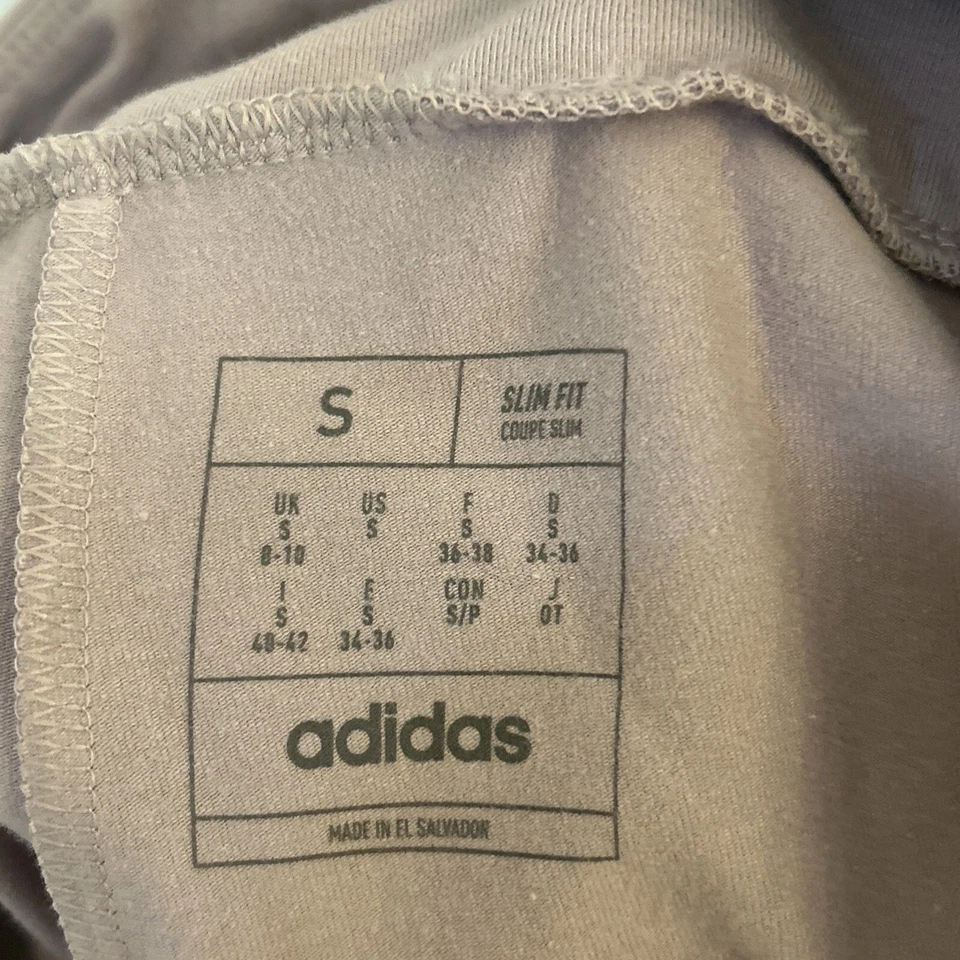 S
SLIM FIT
COUPE SLIM
UK US F D
S S S S
8-10 36-38 34-36
I E CON J
S S S/P OT
40-42 34-36
adidas
MADE IN EL SALVADOR